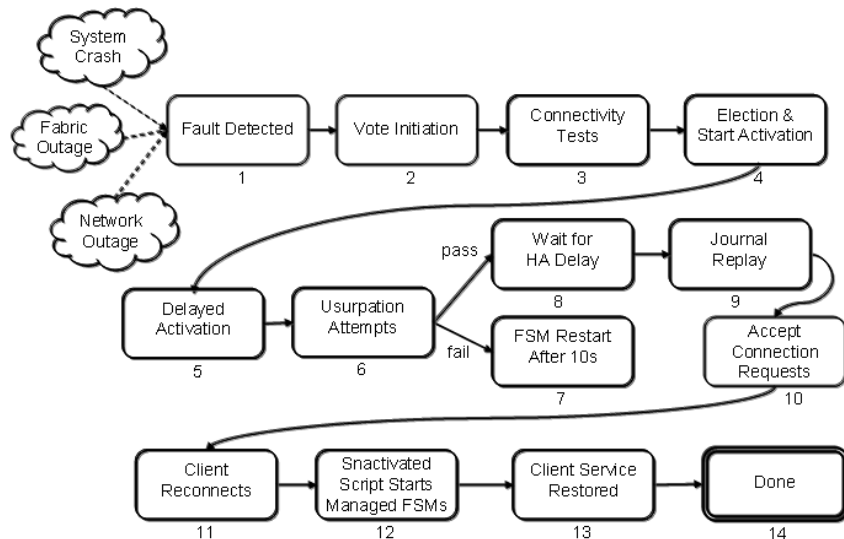 System
Crash
Fabric
Outage
Network
Outage
Fault Detected
1
Vote Initiation
2
Connectivity
Tests
3
Election &
Start Activation
4
Delayed
Activation
5
Usurpation
Attempts
6
pass
fail
Wait for
HA Delay
8
Journal
Replay
9
FSM Restart
After 10s
7
Accept
Connection
Requests
10
Client
Reconnects
11
Snactivated
Script Starts
Managed FSMs
12
Client Service
Restored
13
Done
14